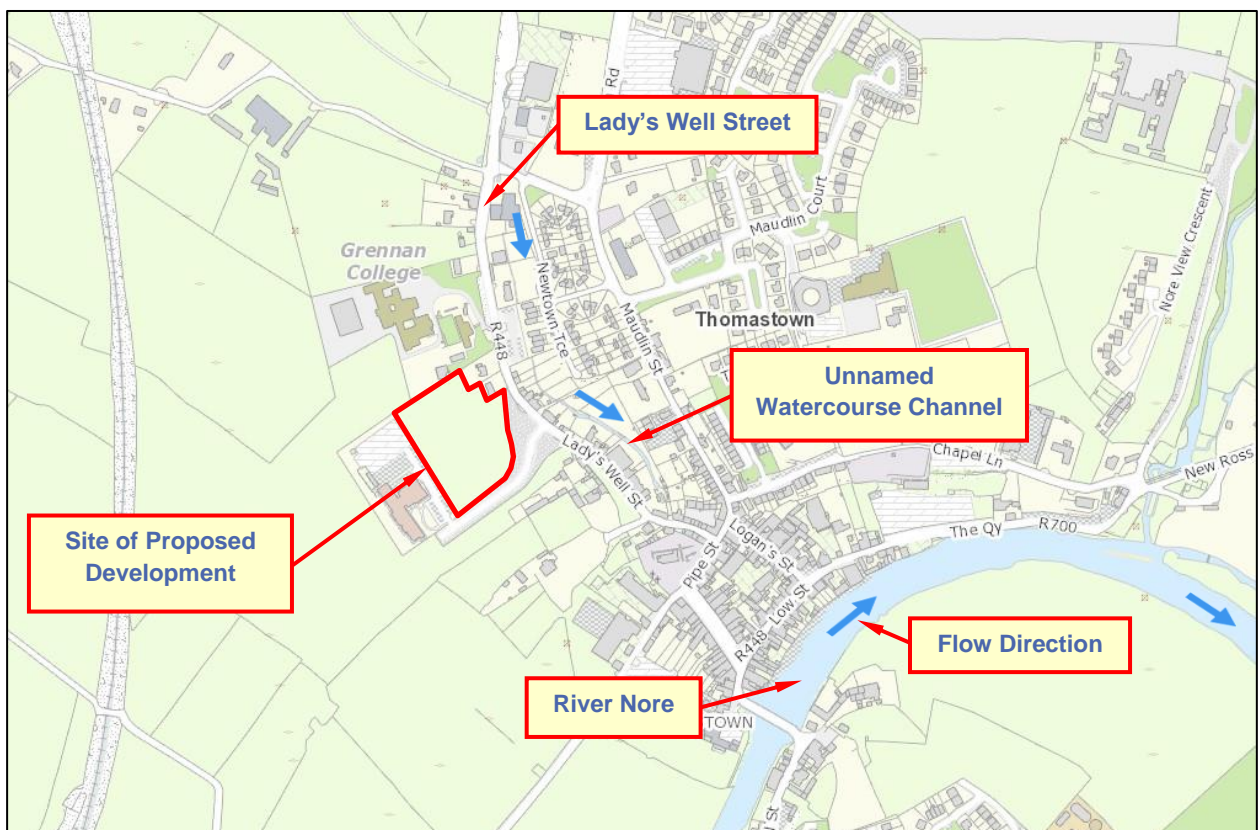 Lady's Well Street
Rd
Maudlin Court
Grennan
College
Newtown Tce
Nore View Crescent
R448
Maudlin St
Thomastown
Unnamed
Watercourse Channel
Lady's Well St
Chapel Ln
New Ross
Site of Proposed
Development
Logan's St
The Qy
R700
Pipe St
R448 - Low St
Flow Direction
River Nore
TOWN
St